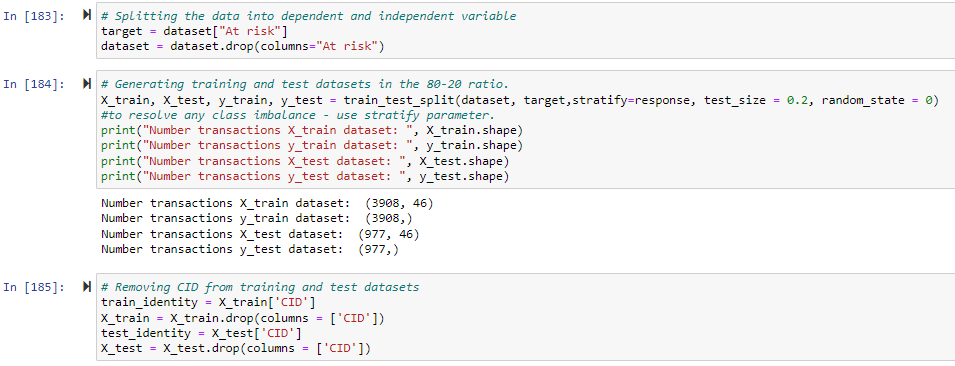 In [183]:
# Splitting the data into dependent and independent variable
target = dataset["At risk"]
dataset = dataset.drop(columns="At risk")
In [184]:
# Generating training and test datasets in the 80-20 ratio.
X_train, X_test, y_train, y_test = train_test_split(dataset, target,stratify=response, test_size = 0.2, random_state = 0)
#to resolve any class imbalance - use stratify parameter.
print("Number transactions X_train dataset: ", X_train.shape)
print("Number transactions y_train dataset: ", y_train.shape)
print("Number transactions X_test dataset: ", X_test.shape)
print("Number transactions y_test dataset: ", y_test.shape)
Number transactions X_train dataset:  (3908, 46)
Number transactions y_train dataset:  (3908,)
Number transactions X_test dataset:  (977, 46)
Number transactions y_test dataset:  (977,)
In [185]:
# Removing CID from training and test datasets
train_identity = X_train['CID']
X_train = X_train.drop(columns = ['CID'])
test_identity = X_test['CID']
X_test = X_test.drop(columns = ['CID'])